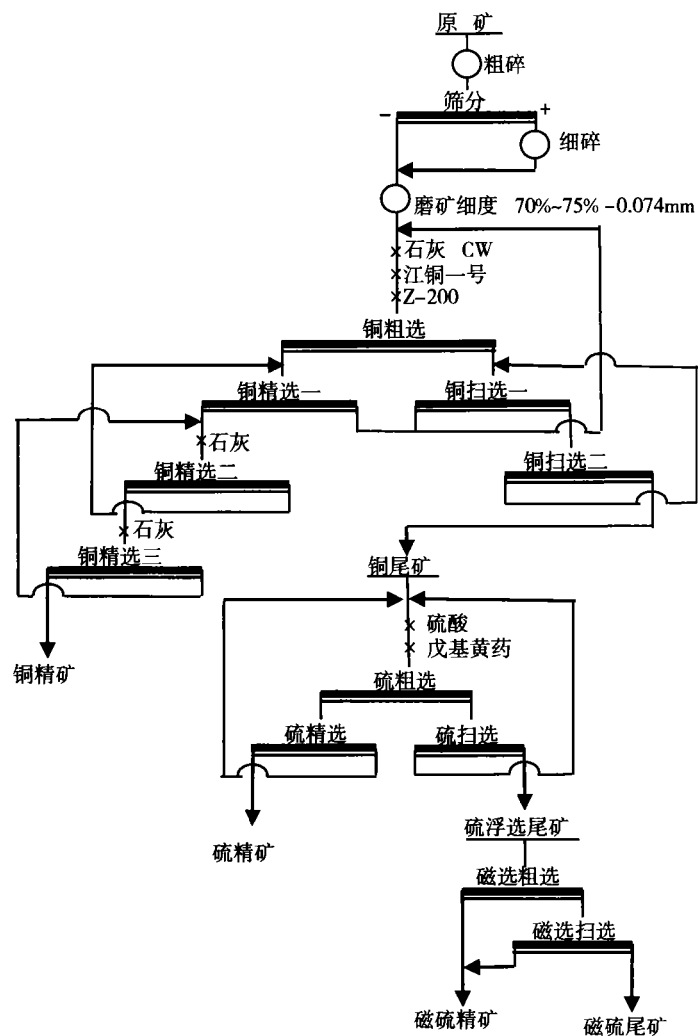 原 矿
粗碎
筛分
− +
细碎
磨矿细度 70%~75% -0.074mm
石灰 CW
江铜一号
Z-200
铜粗选
铜精选一
铜扫选一
石灰
铜精选二
铜扫选二
石灰
铜精选三
铜尾矿
铜精矿
硫酸
戊基黄药
硫粗选
硫精选
硫扫选
硫精矿
硫浮选尾矿
磁选粗选
磁选扫选
磁硫精矿
磁硫尾矿